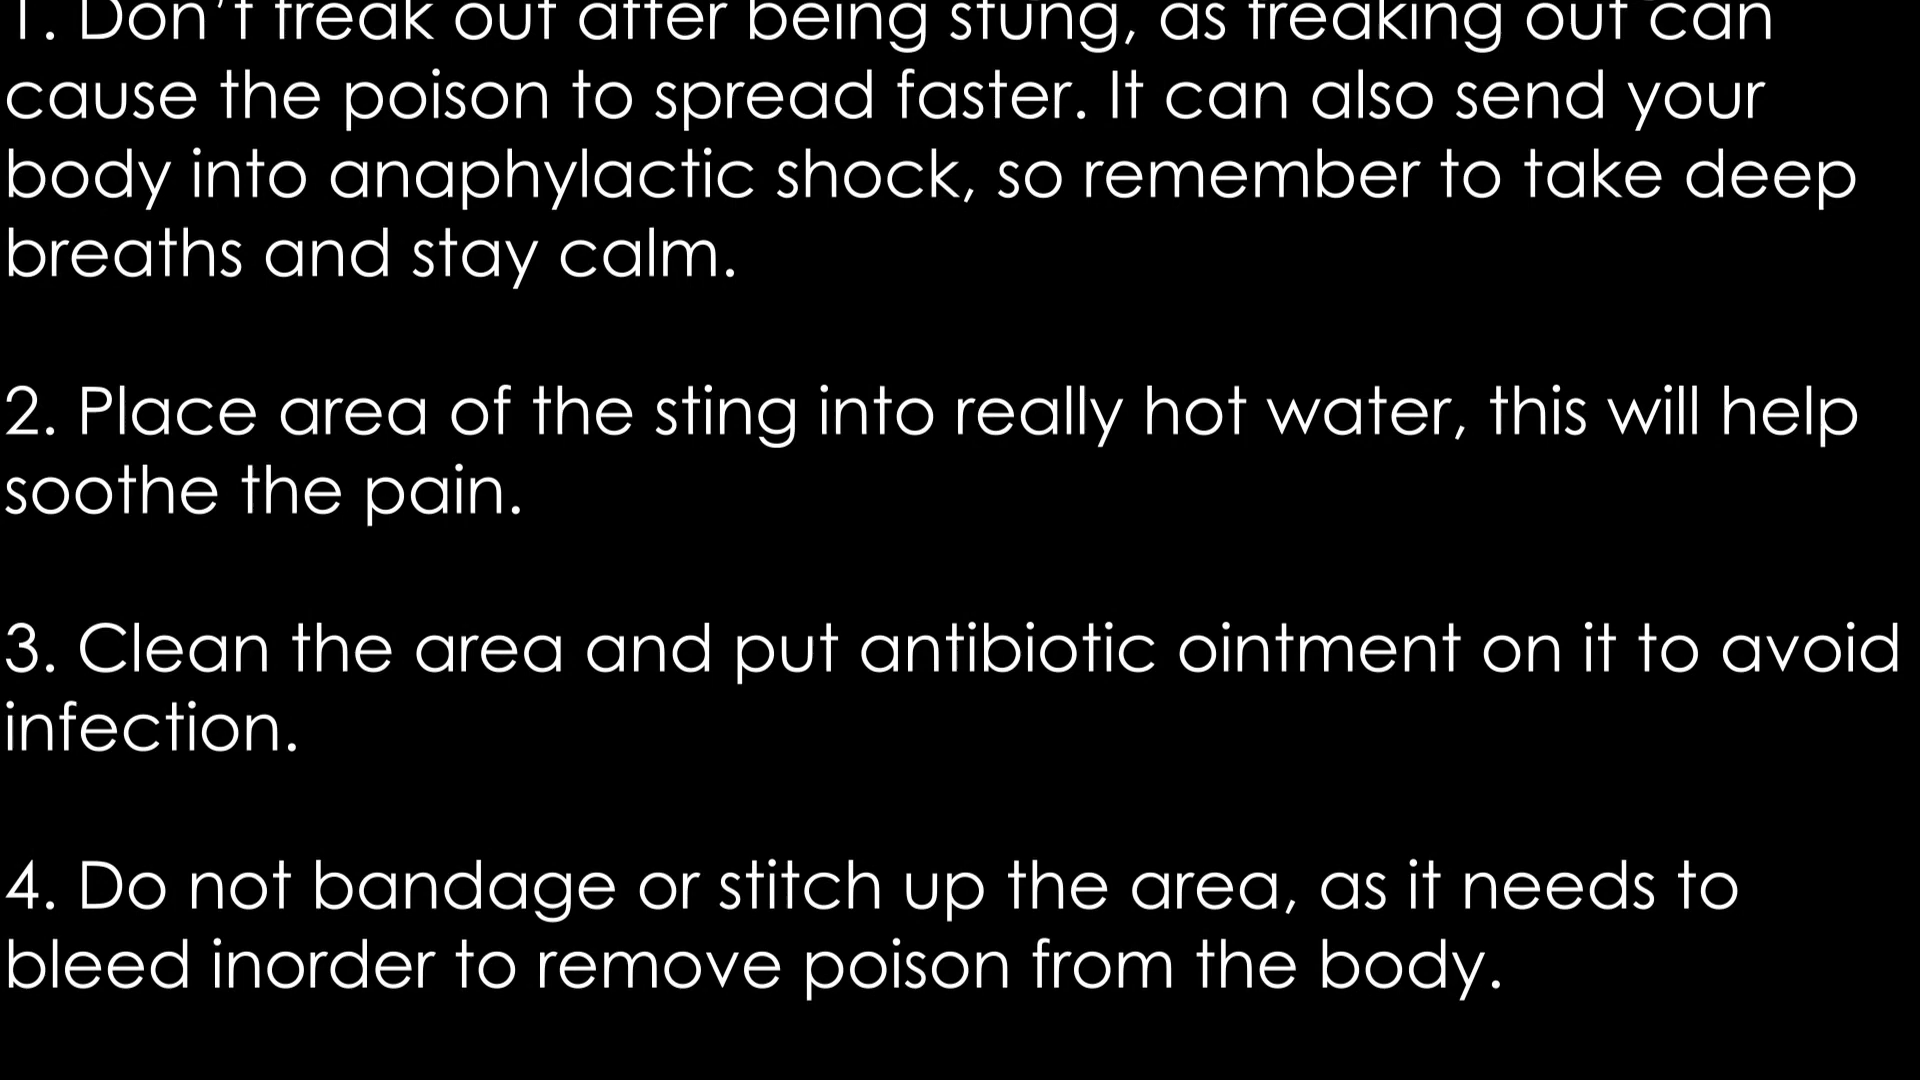 1. Don't freak out after being stung, as freaking out can
cause the poison to spread faster. It can also send your
body into anaphylactic shock, so remember to take deep
breaths and stay calm.
2. Place area of the sting into really hot water, this will help
soothe the pain.
3. Clean the area and put antibiotic ointment on it to avoid
infection.
4. Do not bandage or stitch up the area, as it needs to
bleed inorder to remove poison from the body.